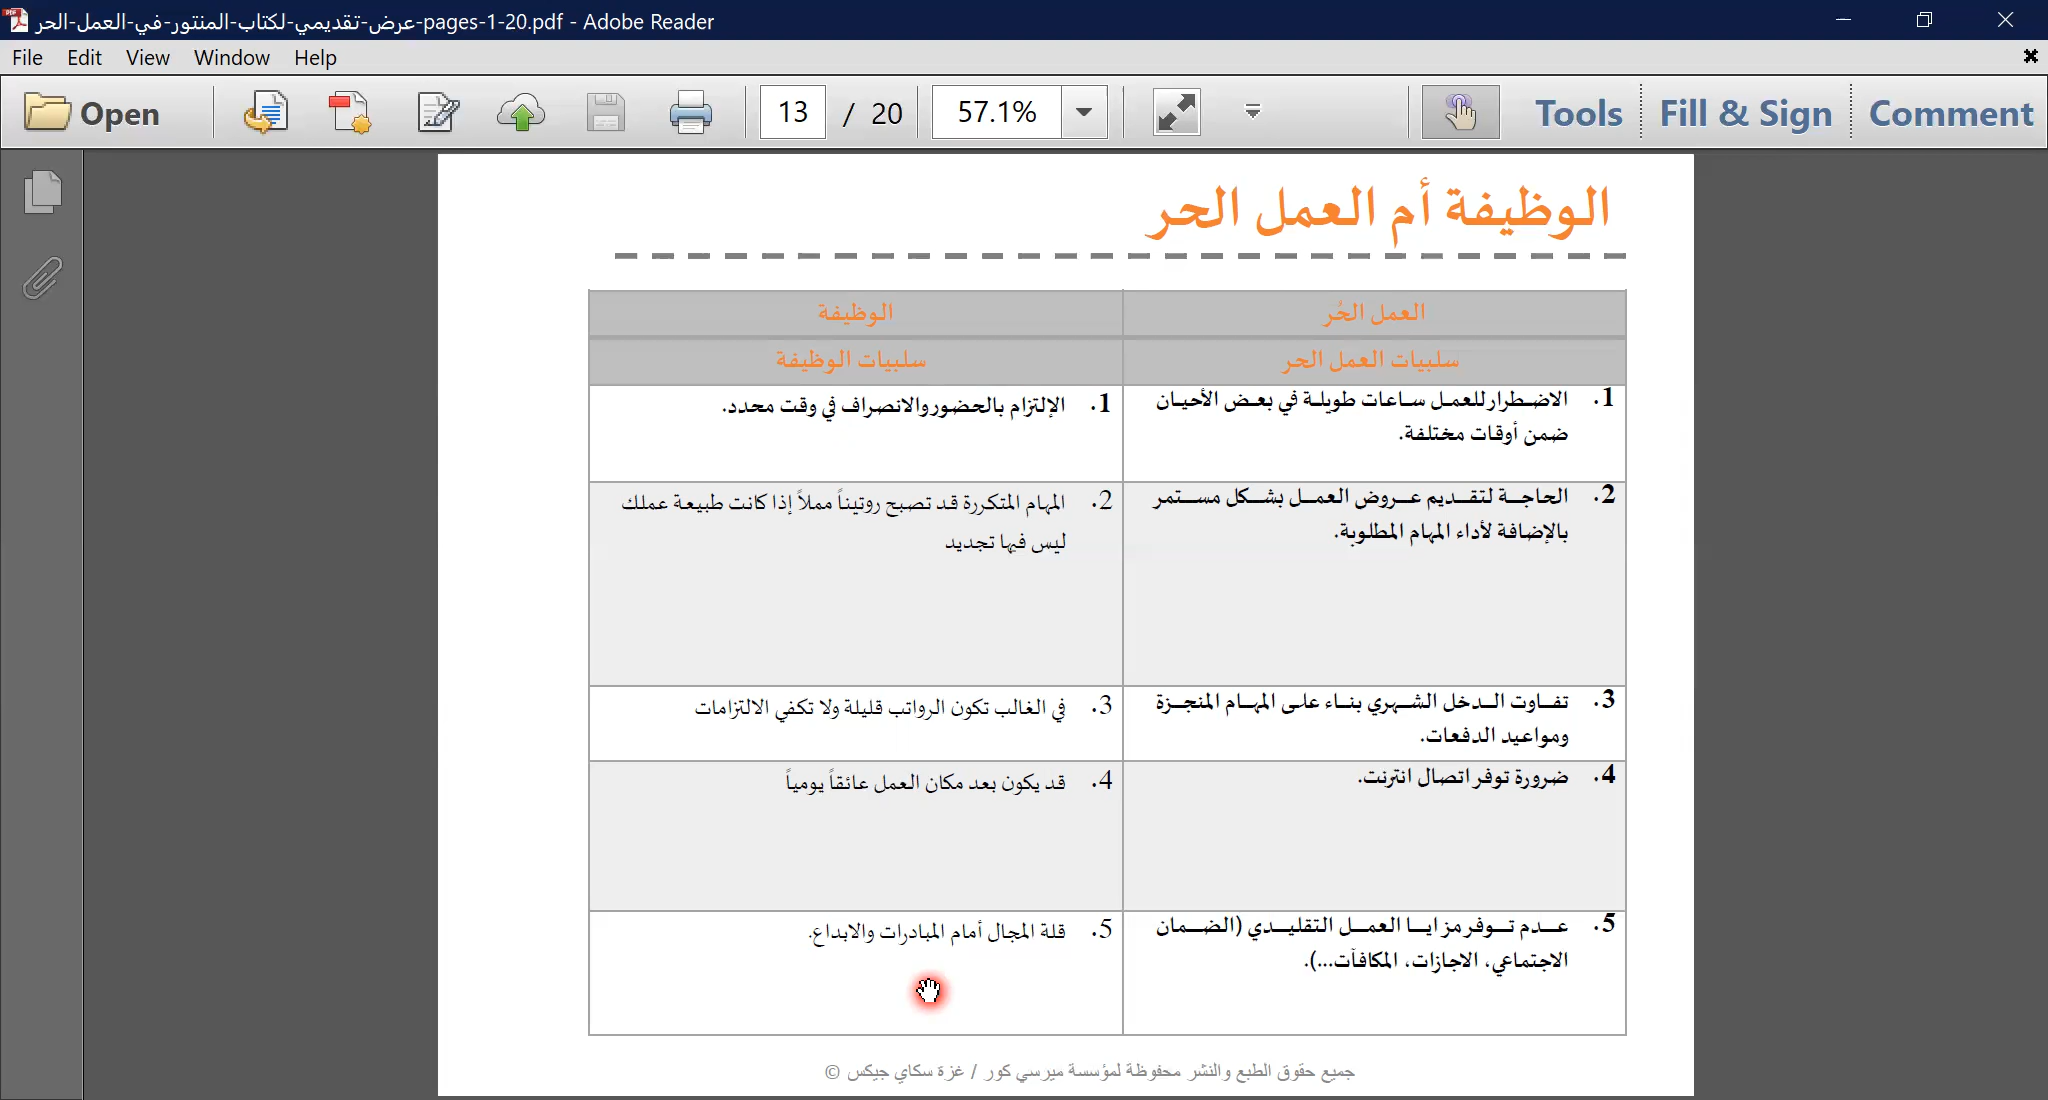 عرض-تقديمي-لكتاب-المنتور-في-العمل-الحر-pages-1-20.pdf - Adobe Reader
File Edit View Window Help
Open 13 / 20 57.1% Tools Fill & Sign Comment
الوظيفة أم العمل الحر
العمل الحُر
الوظيفة
سلبيات العمل الحر
سلبيات الوظيفة
1. الاضطرار للعمل ساعات طويلة في بعض الأحيان
ضمن أوقات مختلفة.
1. الإلتزام بالحضور والانصراف في وقت محدد.
2. الحاجة لتقديم عروض العمل بشكل مستمر
بالإضافة لأداء المهام المطلوبة.
2. المهام المتكررة قد تصبح روتيناً مملاً إذا كانت طبيعة عملك
ليس فيها تجديد
3. تفاوت الدخل الشهري بناء على المهام المنجزة
ومواعيد الدفعات.
3. في الغالب تكون الرواتب قليلة ولا تكفي الالتزامات
4. ضرورة توفر اتصال انترنت.
4. قد يكون بعد مكان العمل عائقاً يومياً
5. عدم توفر مزايا العمل التقليدي (الضمان
الاجتماعي، الاجازات، المكافآت...).
5. قلة المجال أمام المبادرات والابداع.
جميع حقوق الطبع والنشر محفوظة لمؤسسة ميرسي كور / غزة سكاي جيكس ©